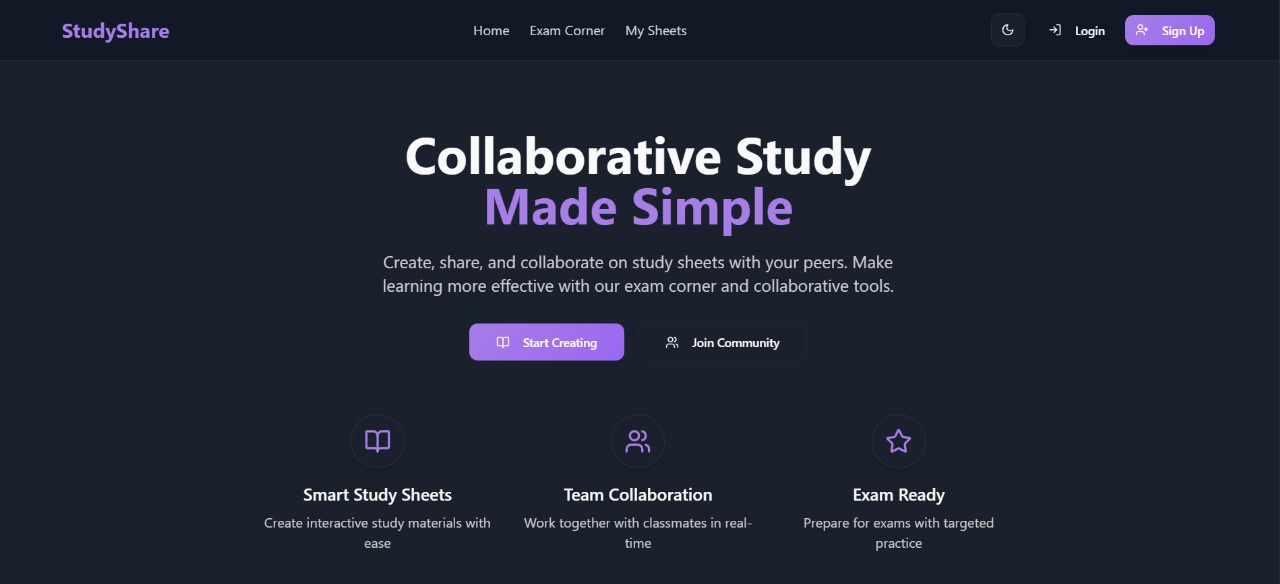 StudyShare
Home
Exam Corner
My Sheets
Login
Sign Up
Collaborative Study
Made Simple
Create, share, and collaborate on study sheets with your peers. Make
learning more effective with our exam corner and collaborative tools.
Start Creating
Join Community
Smart Study Sheets
Create interactive study materials with
ease
Team Collaboration
Work together with classmates in real-
time
Exam Ready
Prepare for exams with targeted
practice